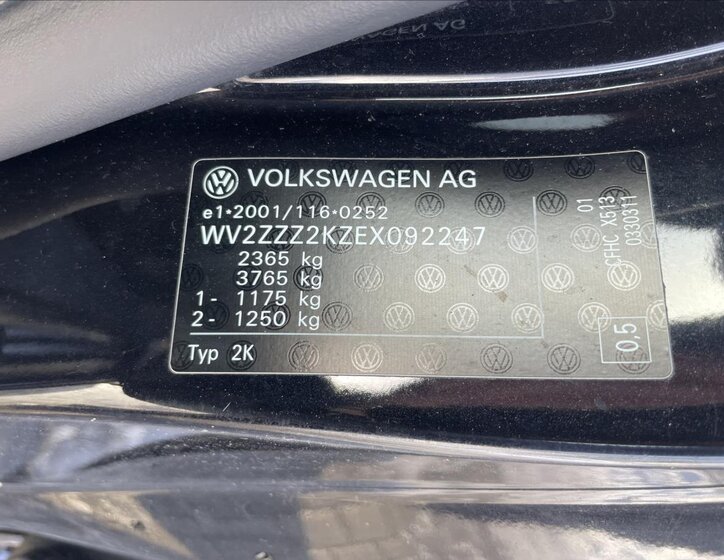 VOLKSWAGEN AG
e1*2001/116*0252
WV2ZZZ2KZEX092247
2365 kg
3765 kg
1- 1175 kg
2- 1250 kg
Typ 2K
01
CFHC X513
0330311
0,5